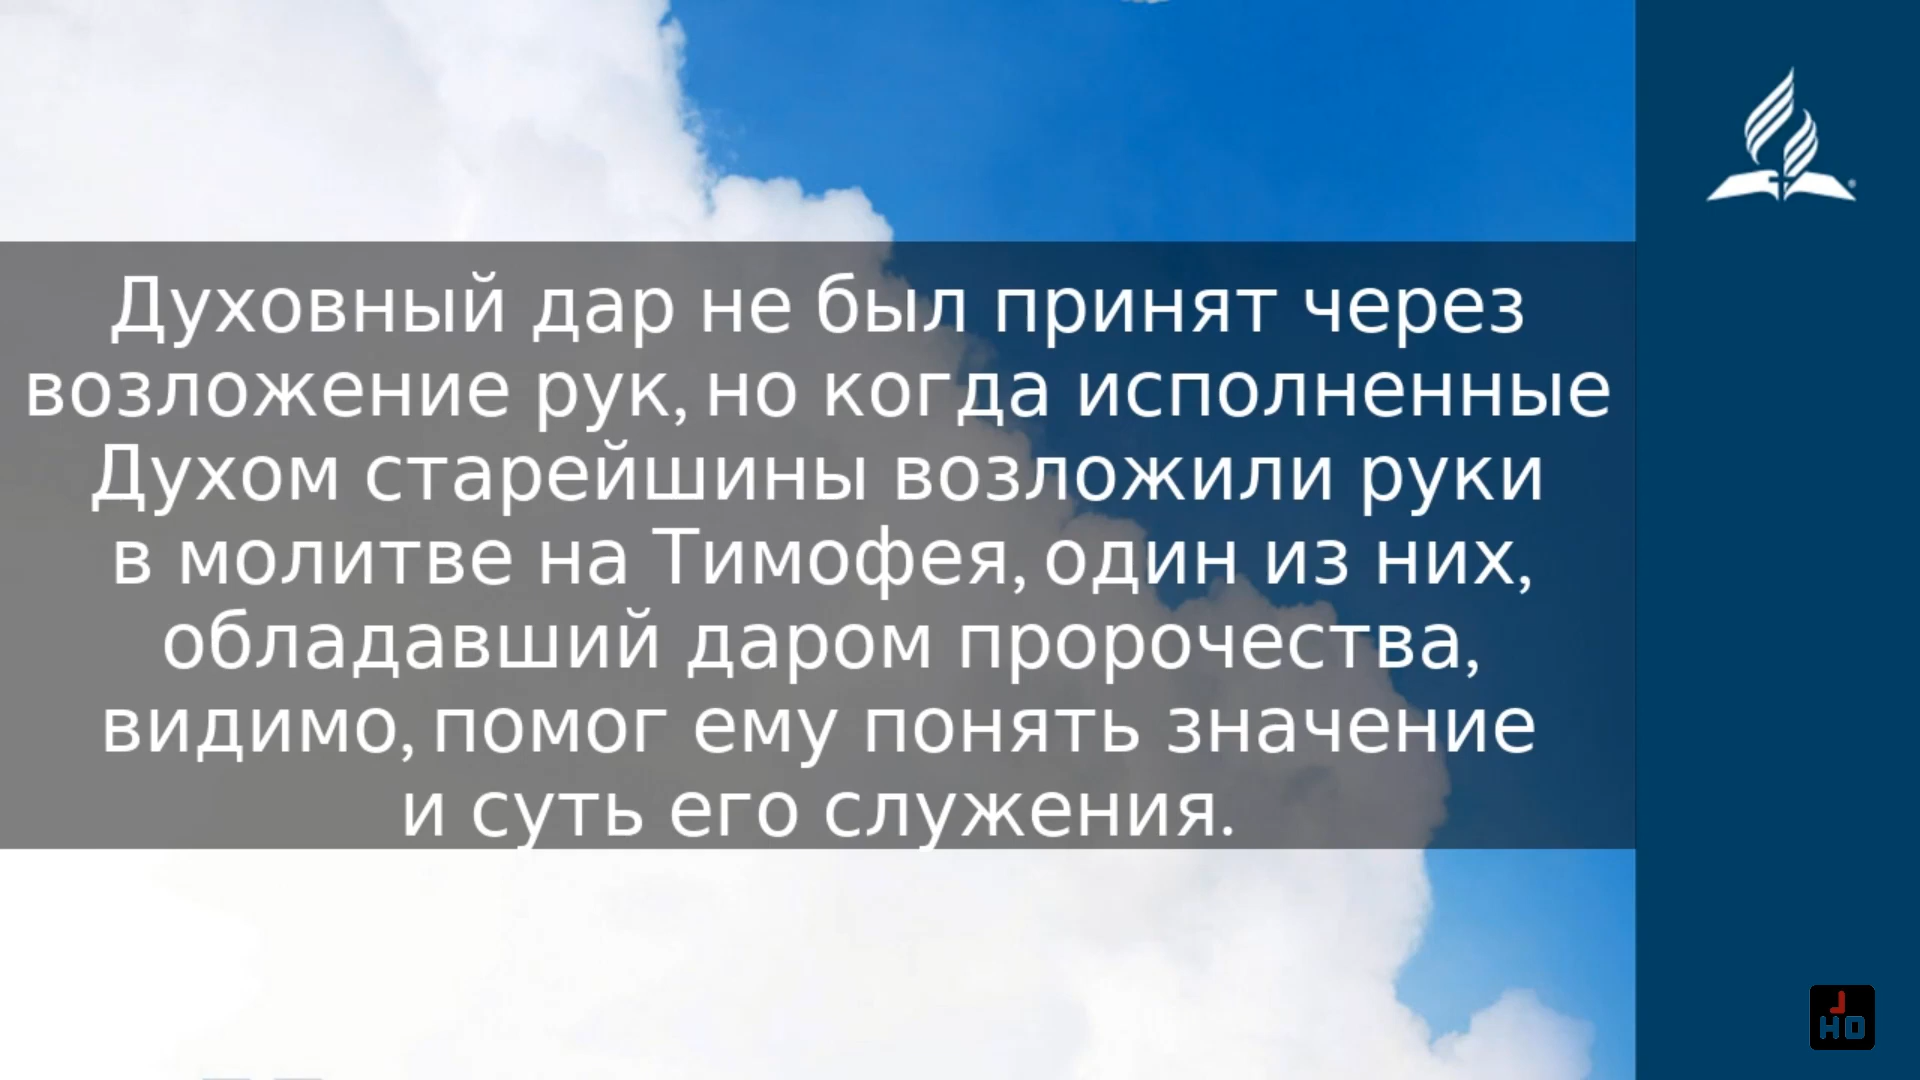 Духовный дар не был принят через
возложение рук, но когда исполненные
Духом старейшины возложили руки
в молитве на Тимофея, один из них,
обладавший даром пророчества,
видимо, помог ему понять значение
и суть его служения.
J
HD